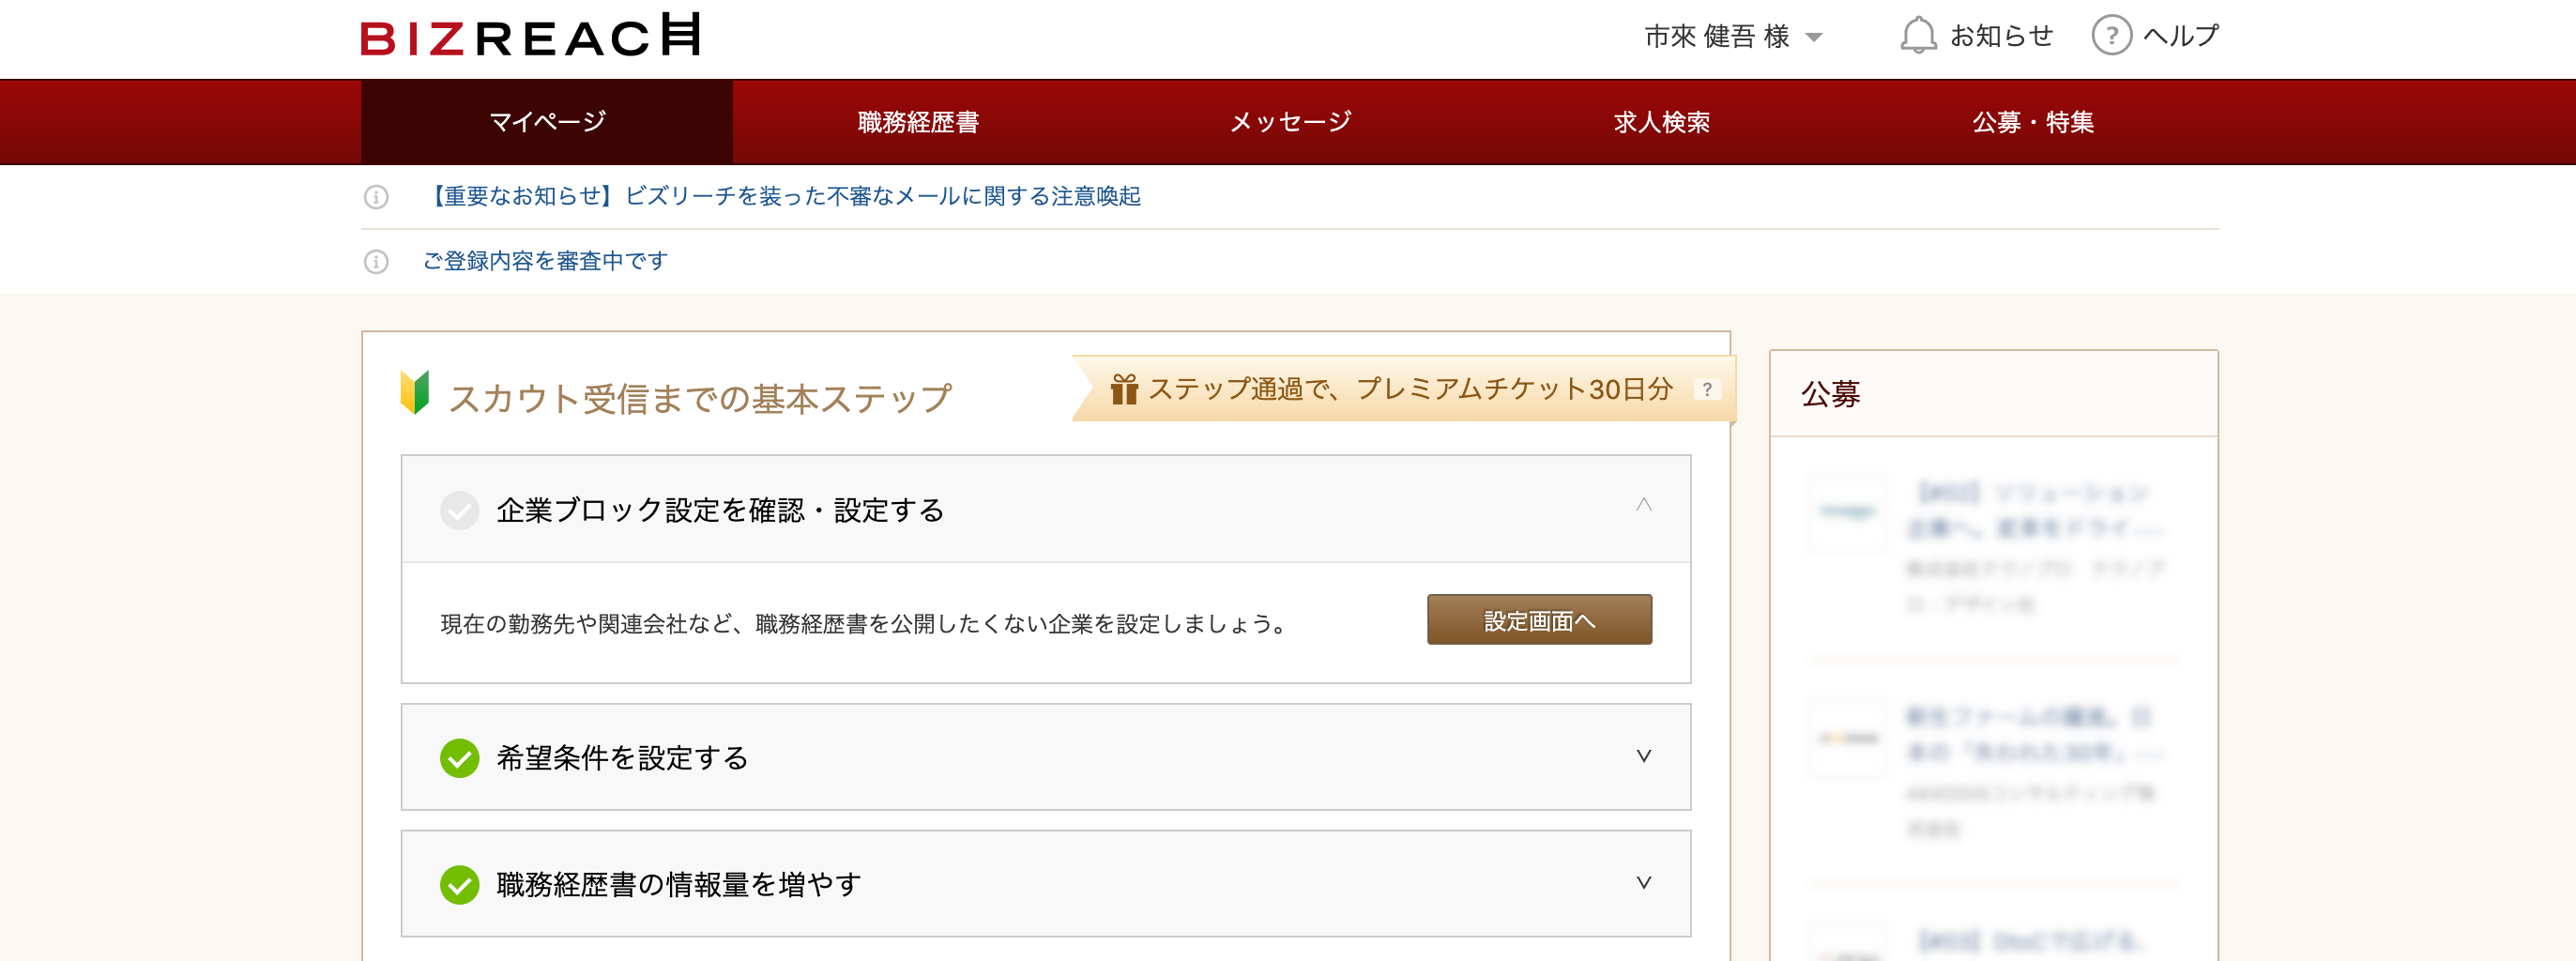 BIZREACH
市來 健吾 様
お知らせ
? ヘルプ
マイページ
職務経歴書
メッセージ
求人検索
公募・特集
【重要なお知らせ】ビズリーチを装った不審なメールに関する注意喚起
ご登録内容を審査中です
スカウト受信までの基本ステップ
ステップ通過で、プレミアムチケット30日分 ?
企業ブロック設定を確認・設定する
現在の勤務先や関連会社など、職務経歴書を公開したくない企業を設定しましょう。
設定画面へ
希望条件を設定する
職務経歴書の情報量を増やす
公募